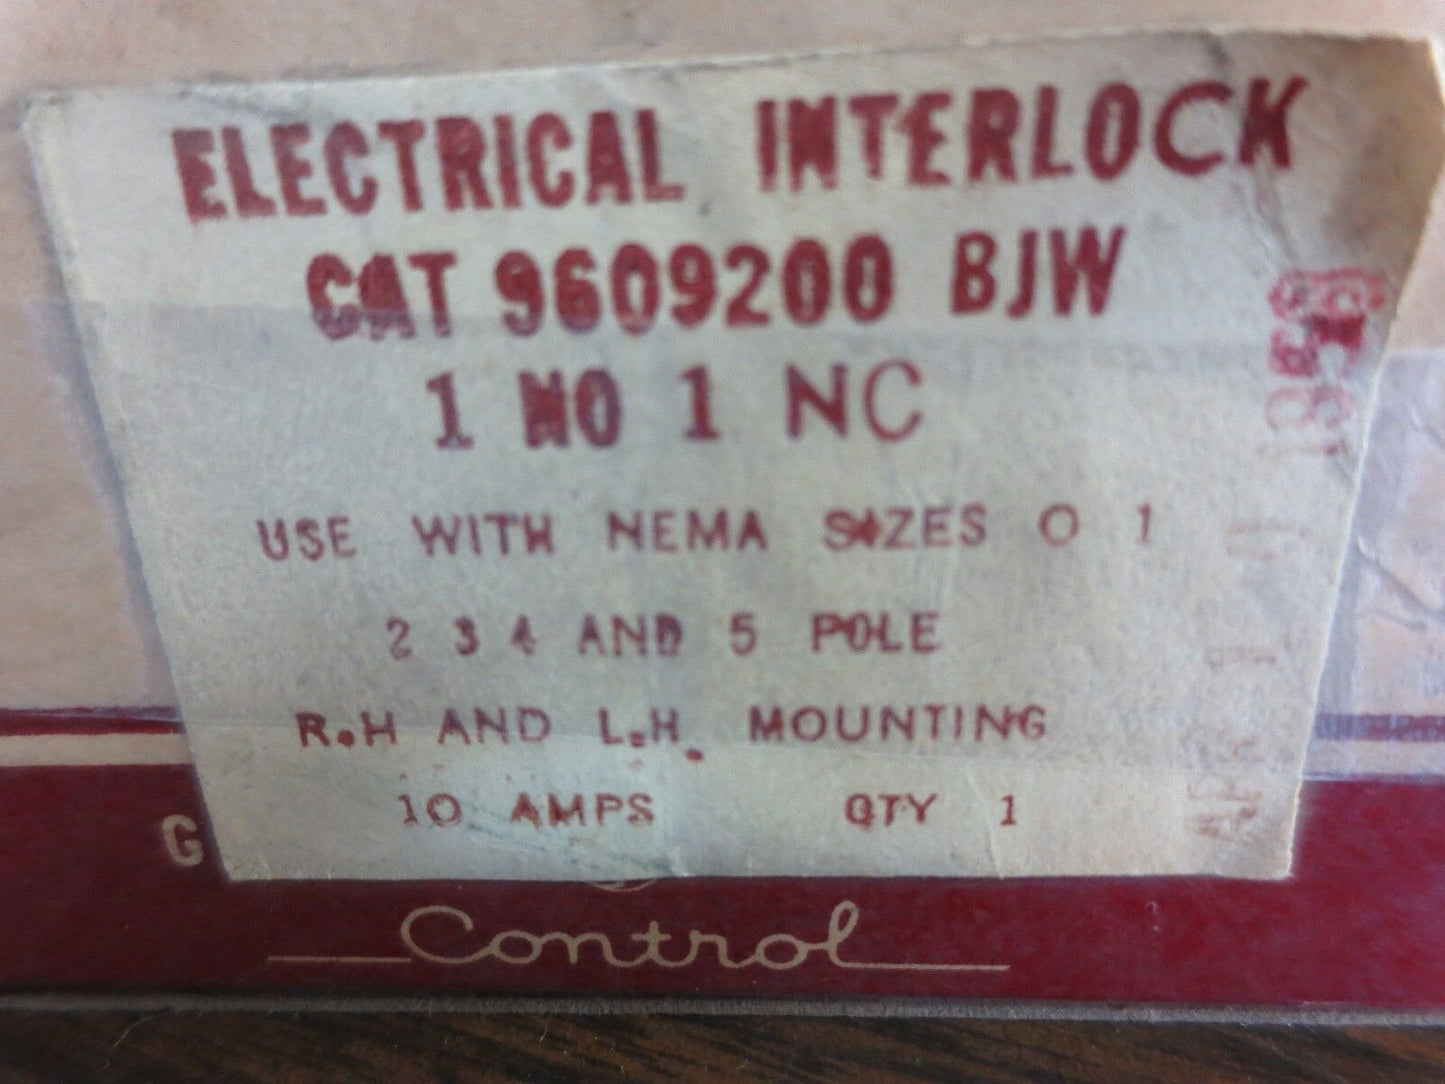 ELECTRICAL INTERLOCK
CAT 9609200 BJW
1 NO 1 NC
USE WITH NEMA SIZES 0 1
2 3 4 AND 5 POLE
R.H AND L.H. MOUNTING
10 AMPS QTY 1
G
Control